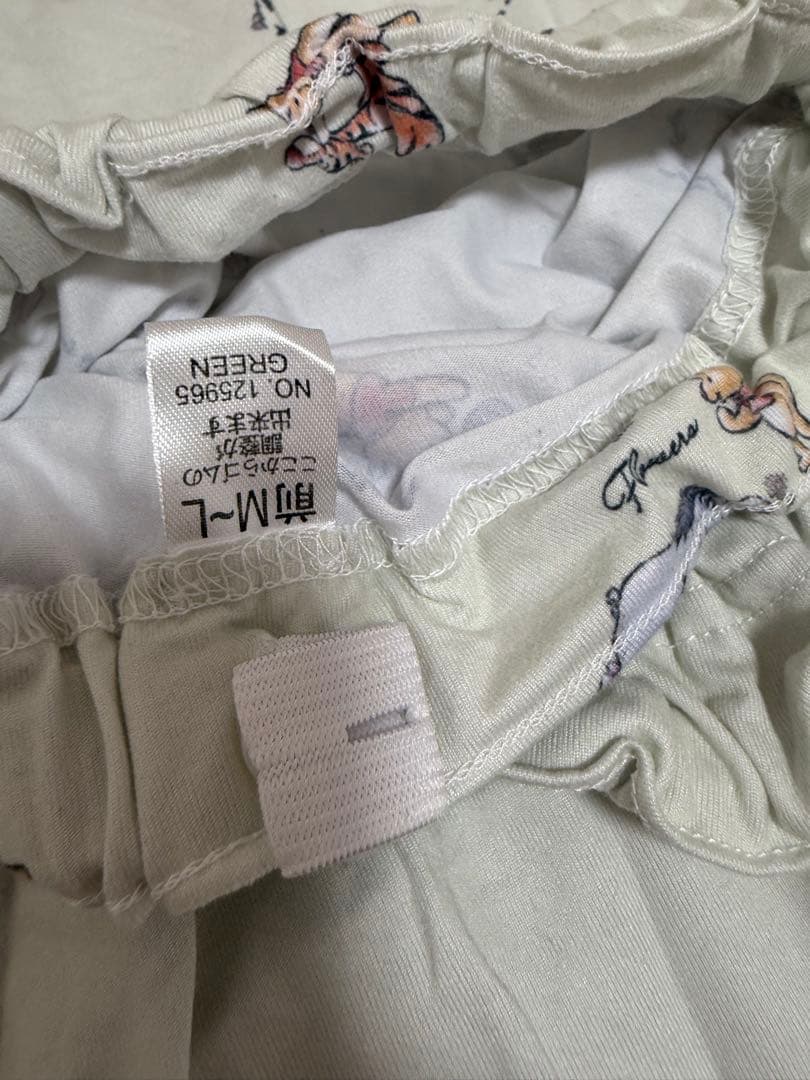 前M~L
ここからゴムの
調整が
出来ます
NO. 125965
GREEN
Flowers